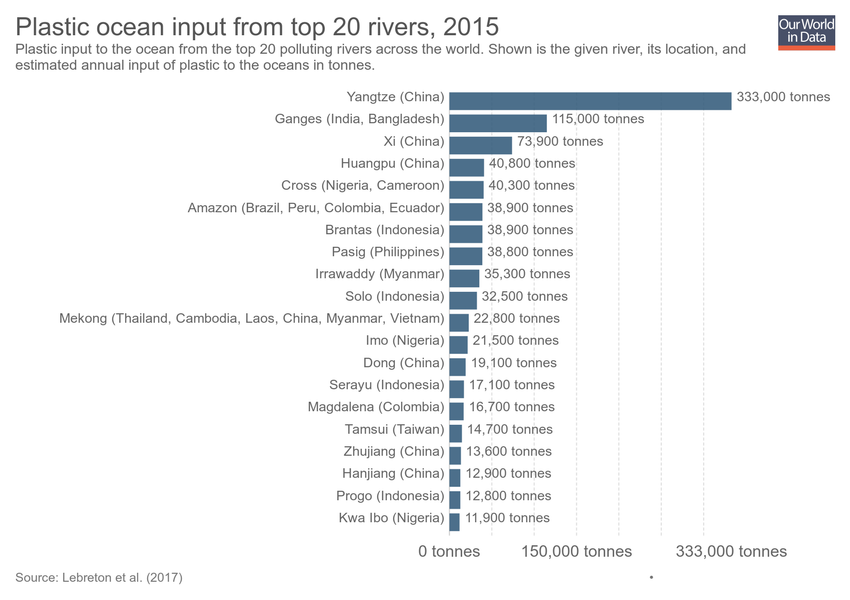 Plastic ocean input from top 20 rivers, 2015
Our World
in Data
Plastic input to the ocean from the top 20 polluting rivers across the world. Shown is the given river, its location, and
estimated annual input of plastic to the oceans in tonnes.
Yangtze (China) 333,000 tonnes
Ganges (India, Bangladesh) 115,000 tonnes
Xi (China) 73,900 tonnes
Huangpu (China) 40,800 tonnes
Cross (Nigeria, Cameroon) 40,300 tonnes
Amazon (Brazil, Peru, Colombia, Ecuador) 38,900 tonnes
Brantas (Indonesia) 38,900 tonnes
Pasig (Philippines) 38,800 tonnes
Irrawaddy (Myanmar) 35,300 tonnes
Solo (Indonesia) 32,500 tonnes
Mekong (Thailand, Cambodia, Laos, China, Myanmar, Vietnam) 22,800 tonnes
Imo (Nigeria) 21,500 tonnes
Dong (China) 19,100 tonnes
Serayu (Indonesia) 17,100 tonnes
Magdalena (Colombia) 16,700 tonnes
Tamsui (Taiwan) 14,700 tonnes
Zhujiang (China) 13,600 tonnes
Hanjiang (China) 12,900 tonnes
Progo (Indonesia) 12,800 tonnes
Kwa Ibo (Nigeria) 11,900 tonnes
0 tonnes 150,000 tonnes 333,000 tonnes
Source: Lebreton et al. (2017)